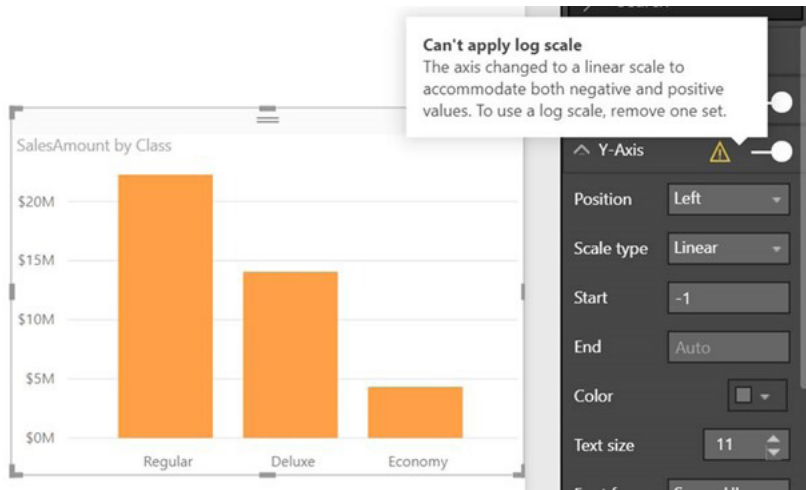 Can't apply log scale
The axis changed to a linear scale to
accommodate both negative and positive
values. To use a log scale, remove one set.
SalesAmount by Class
$20M
$15M
$10M
$5M
$0M
Regular Deluxe Economy
Y-Axis
Position Left
Scale type Linear
Start -1
End Auto
Color
Text size 11